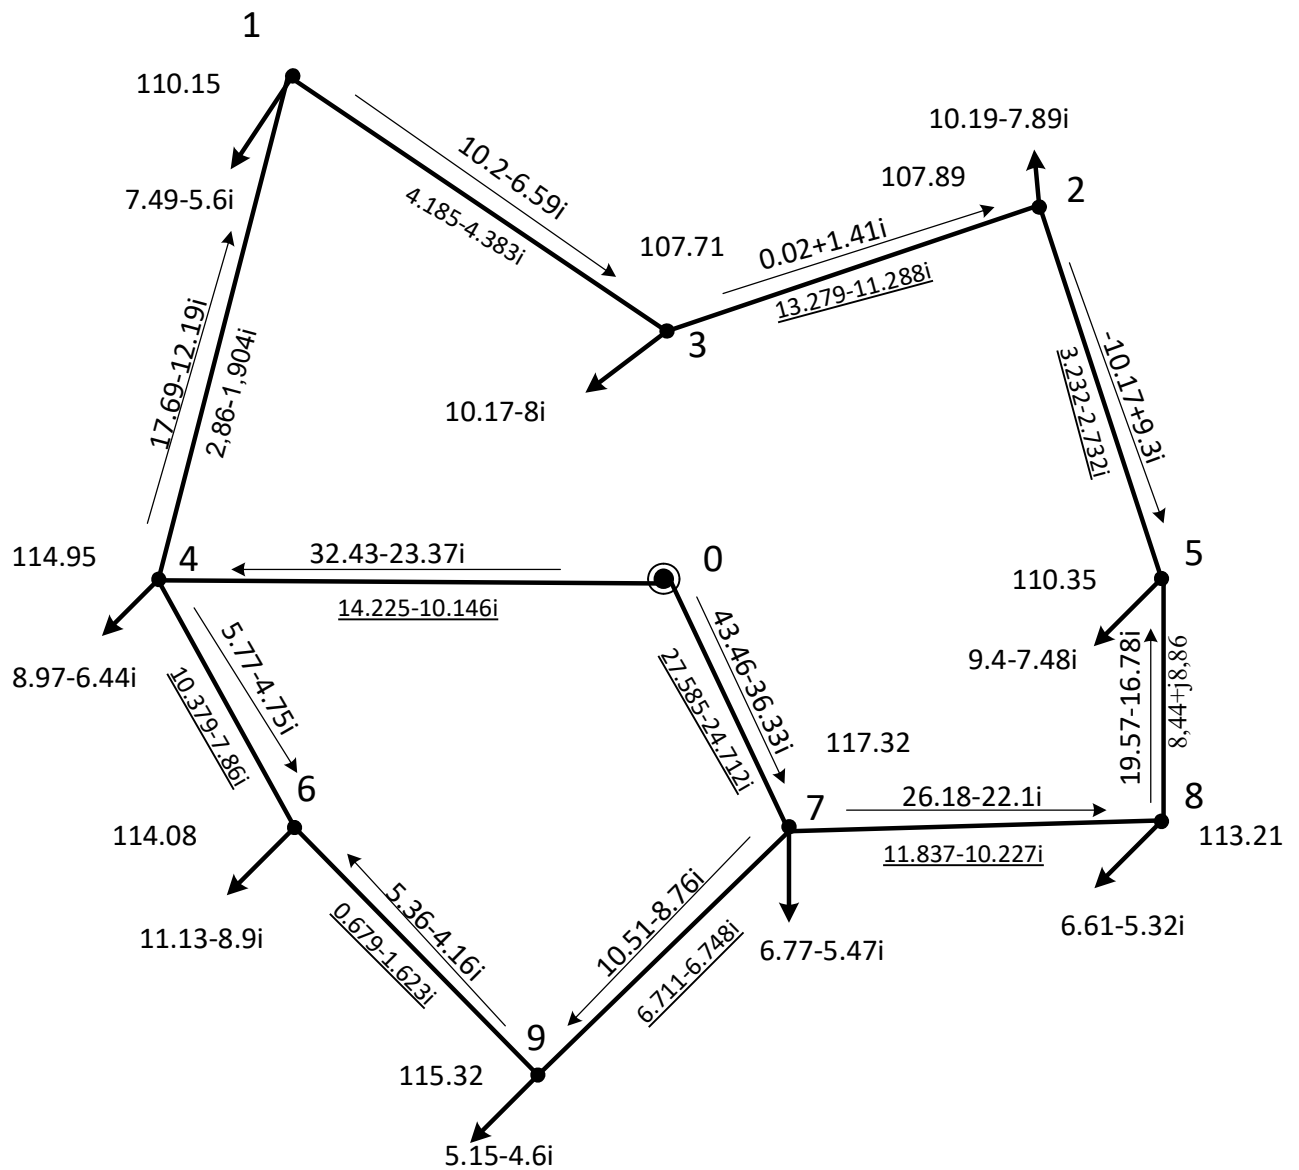 1
110.15
10.19-7.89i
107.89
2
7.49-5.6i
10.2-6.59i
4.185-4.383i
107.71
0.02+1.41i
13.279-11.288i
3
10.17-8i
17.69-12.19i
2,86-1,904i
-10.17+9.3i
3.232-2.732i
114.95
4
32.43-23.37i
14.225-10.146i
0
5
110.35
8.97-6.44i
5.77-4.75i
10.379-7.86i
43.46-36.33i
27.585-24.712i
9.4-7.48i
19.57-16.78i
8,44+j8,86
6
114.08
117.32
7
26.18-22.1i
11.837-10.227i
8
113.21
11.13-8.9i
5.36-4.16i
0.679-1.623i
10.51-8.76i
6.711-6.748i
6.77-5.47i
6.61-5.32i
9
115.32
5.15-4.6i